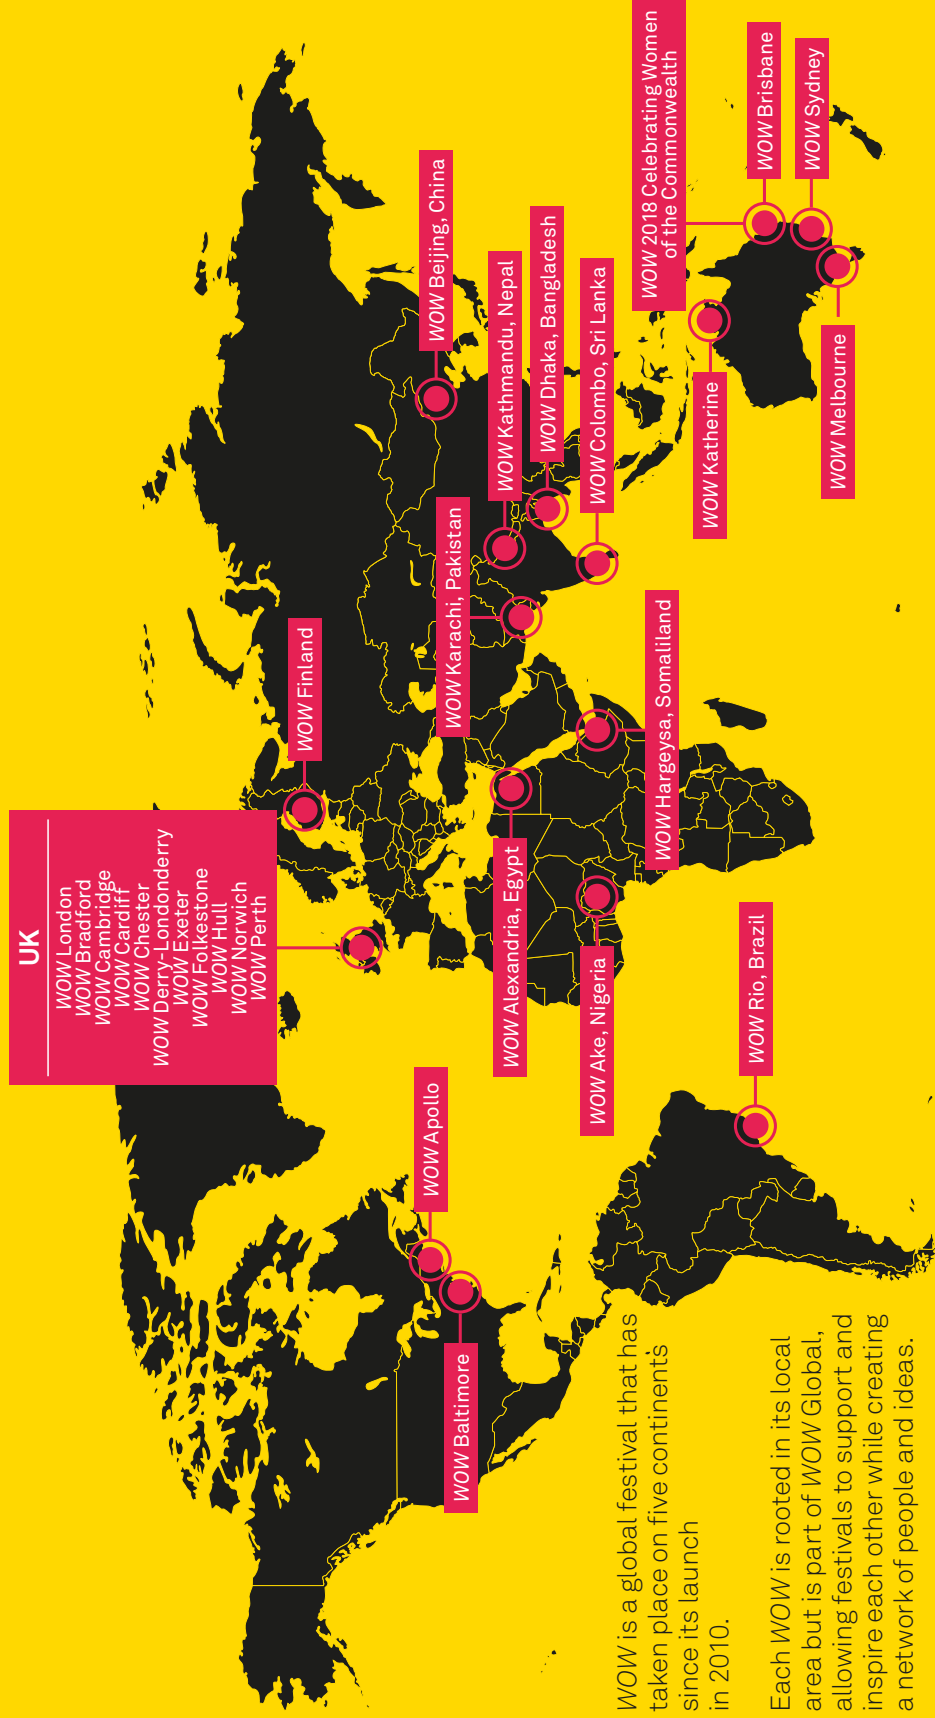 UK
WOW London
WOW Bradford
WOW Cambridge
WOW Cardiff
WOW Chester
WOW Derry-Londonderry
WOW Exeter
WOW Folkestone
WOW Hull
WOW Norwich
WOW Perth
WOW Finland
WOW Apollo
WOW Baltimore
WOW Beijing, China
WOW Karachi, Pakistan
WOW Kathmandu, Nepal
WOW Dhaka, Bangladesh
WOW Alexandria, Egypt
WOW Ake, Nigeria
WOW Colombo, Sri Lanka
WOW Hargeysa, Somaliland
WOW 2018 Celebrating Women
of the Commonwealth
WOW Katherine
WOW Rio, Brazil
WOW Brisbane
WOW Sydney
WOW Melbourne
WOW is a global festival that has
taken place on five continents
since its launch
in 2010.
Each WOW is rooted in its local
area but is part of WOW Global,
allowing festivals to support and
inspire each other while creating
a network of people and ideas.